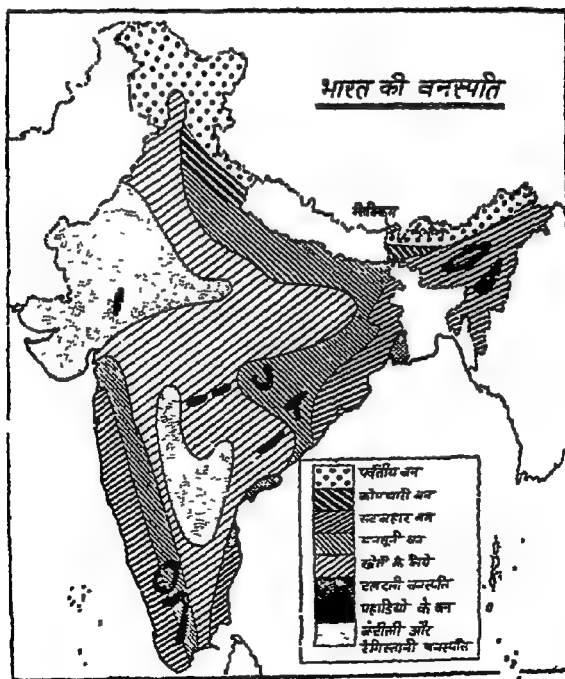 भारत की वनस्पति
सिक्किम
पर्वतीय वन
कोणधारी वन
सदाबहार वन
मानसूनी वन
खेती के लिये
दलदली वनस्पति
पहाड़ियों के वन
कंटीली और
रेगिस्तानी वनस्पति